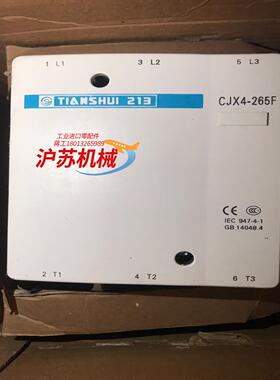 1 L1 3 L2 5 L3
TIANSHUI 213
CJX4-265F
工业进口零配件
蒋工18013265989
沪苏机械
CE CCC
IEC 947-4-1
GB 14048.4
2 T1 4 T2 6 T3